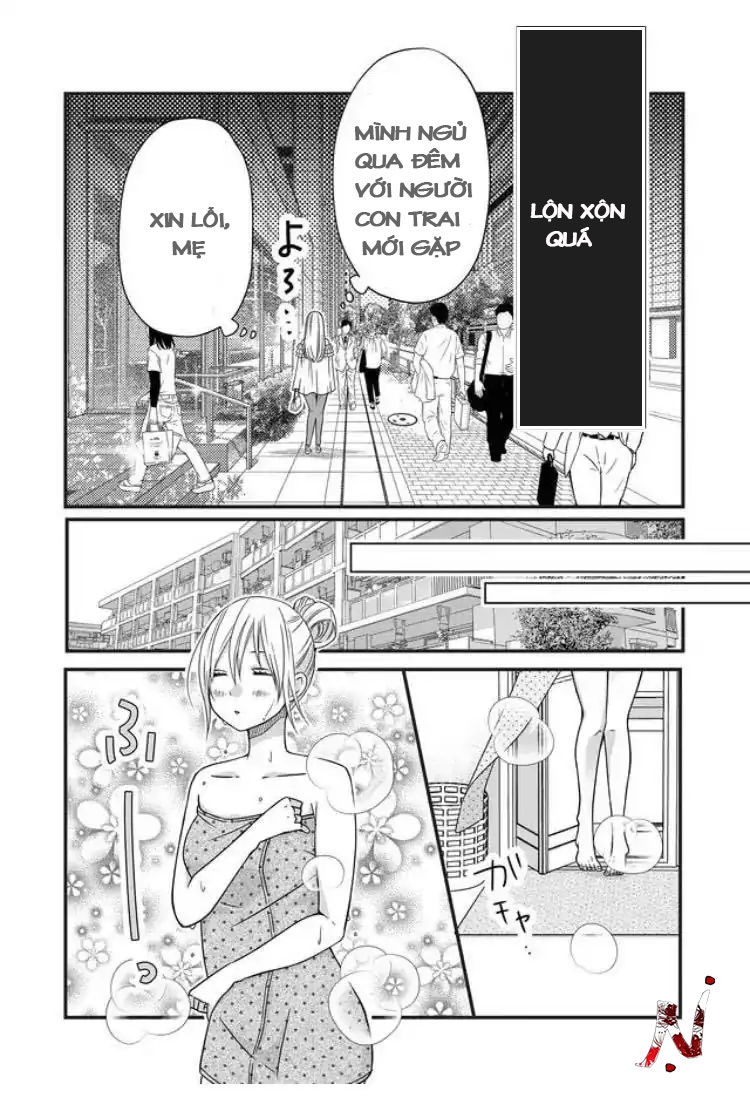 LỘN XỘN
QUÁ
MÌNH NGỦ
QUA ĐÊM
VỚI NGƯỜI
CON TRAI
MỚI GẶP
XIN LỖI,
MẸ
よろ…
ガチャ…
ふーっ
N